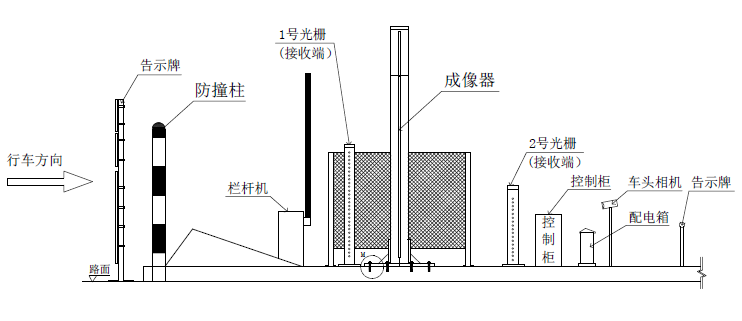 1号光栅
(接收端)
告示牌
防撞柱
成像器
行车方向
2号光栅
(接收端)
栏杆机
控制柜
车头相机
告示牌
配电箱
控
制
柜
路面